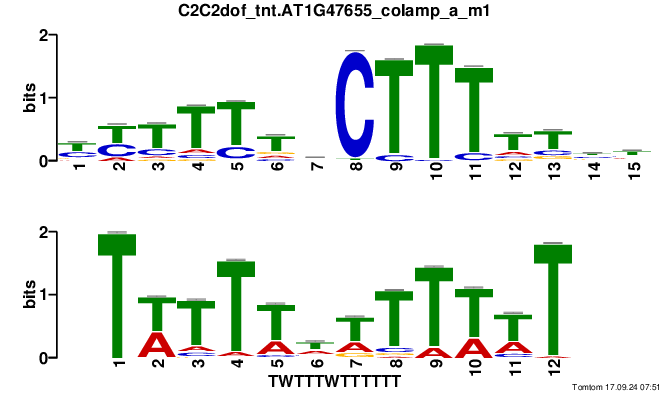 C2C2dof_tnt.AT1G47655_colamp_a_m1
2
bits
1
0
1 2 3 4 5 6 7 8 9 10 11 12 13 14 15
2
bits
1
0
1 2 3 4 5 6 7 8 9 10 11 12
TWTTTWTTTTTT
Tomtom 17.09.24 07:51